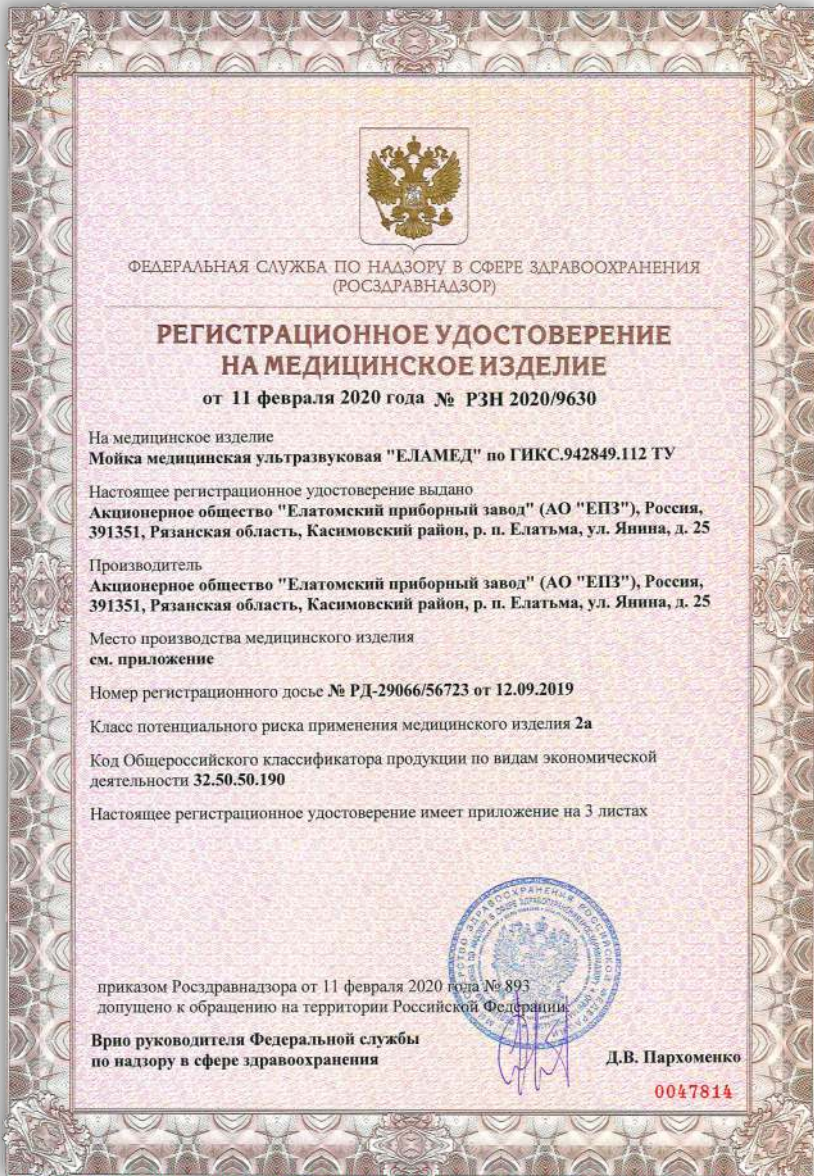 ФЕДЕРАЛЬНАЯ СЛУЖБА ПО НАДЗОРУ В СФЕРЕ ЗДРАВООХРАНЕНИЯ
(РОСЗДРАВНАДЗОР)
РЕГИСТРАЦИОННОЕ УДОСТОВЕРЕНИЕ
НА МЕДИЦИНСКОЕ ИЗДЕЛИЕ
от 11 февраля 2020 года № РЗН 2020/9630
На медицинское изделие
Мойка медицинская ультразвуковая "ЕЛАМЕД" по ГИКС.942849.112 ТУ
Настоящее регистрационное удостоверение выдано
Акционерное общество "Елатомский приборный завод" (АО "ЕПЗ"), Россия,
391351, Рязанская область, Касимовский район, р. п. Елатьма, ул. Янина, д. 25
Производитель
Акционерное общество "Елатомский приборный завод" (АО "ЕПЗ"), Россия,
391351, Рязанская область, Касимовский район, р. п. Елатьма, ул. Янина, д. 25
Место производства медицинского изделия
см. приложение
Номер регистрационного досье № РД-29066/56723 от 12.09.2019
Класс потенциального риска применения медицинского изделия 2а
Код Общероссийского классификатора продукции по видам экономической
деятельности 32.50.50.190
Настоящее регистрационное удостоверение имеет приложение на 3 листах
приказом Росздравнадзора от 11 февраля 2020 года № 893
допущено к обращению на территории Российской Федерации.
Врио руководителя Федеральной службы
по надзору в сфере здравоохранения
Д.В. Пархоменко
0047814